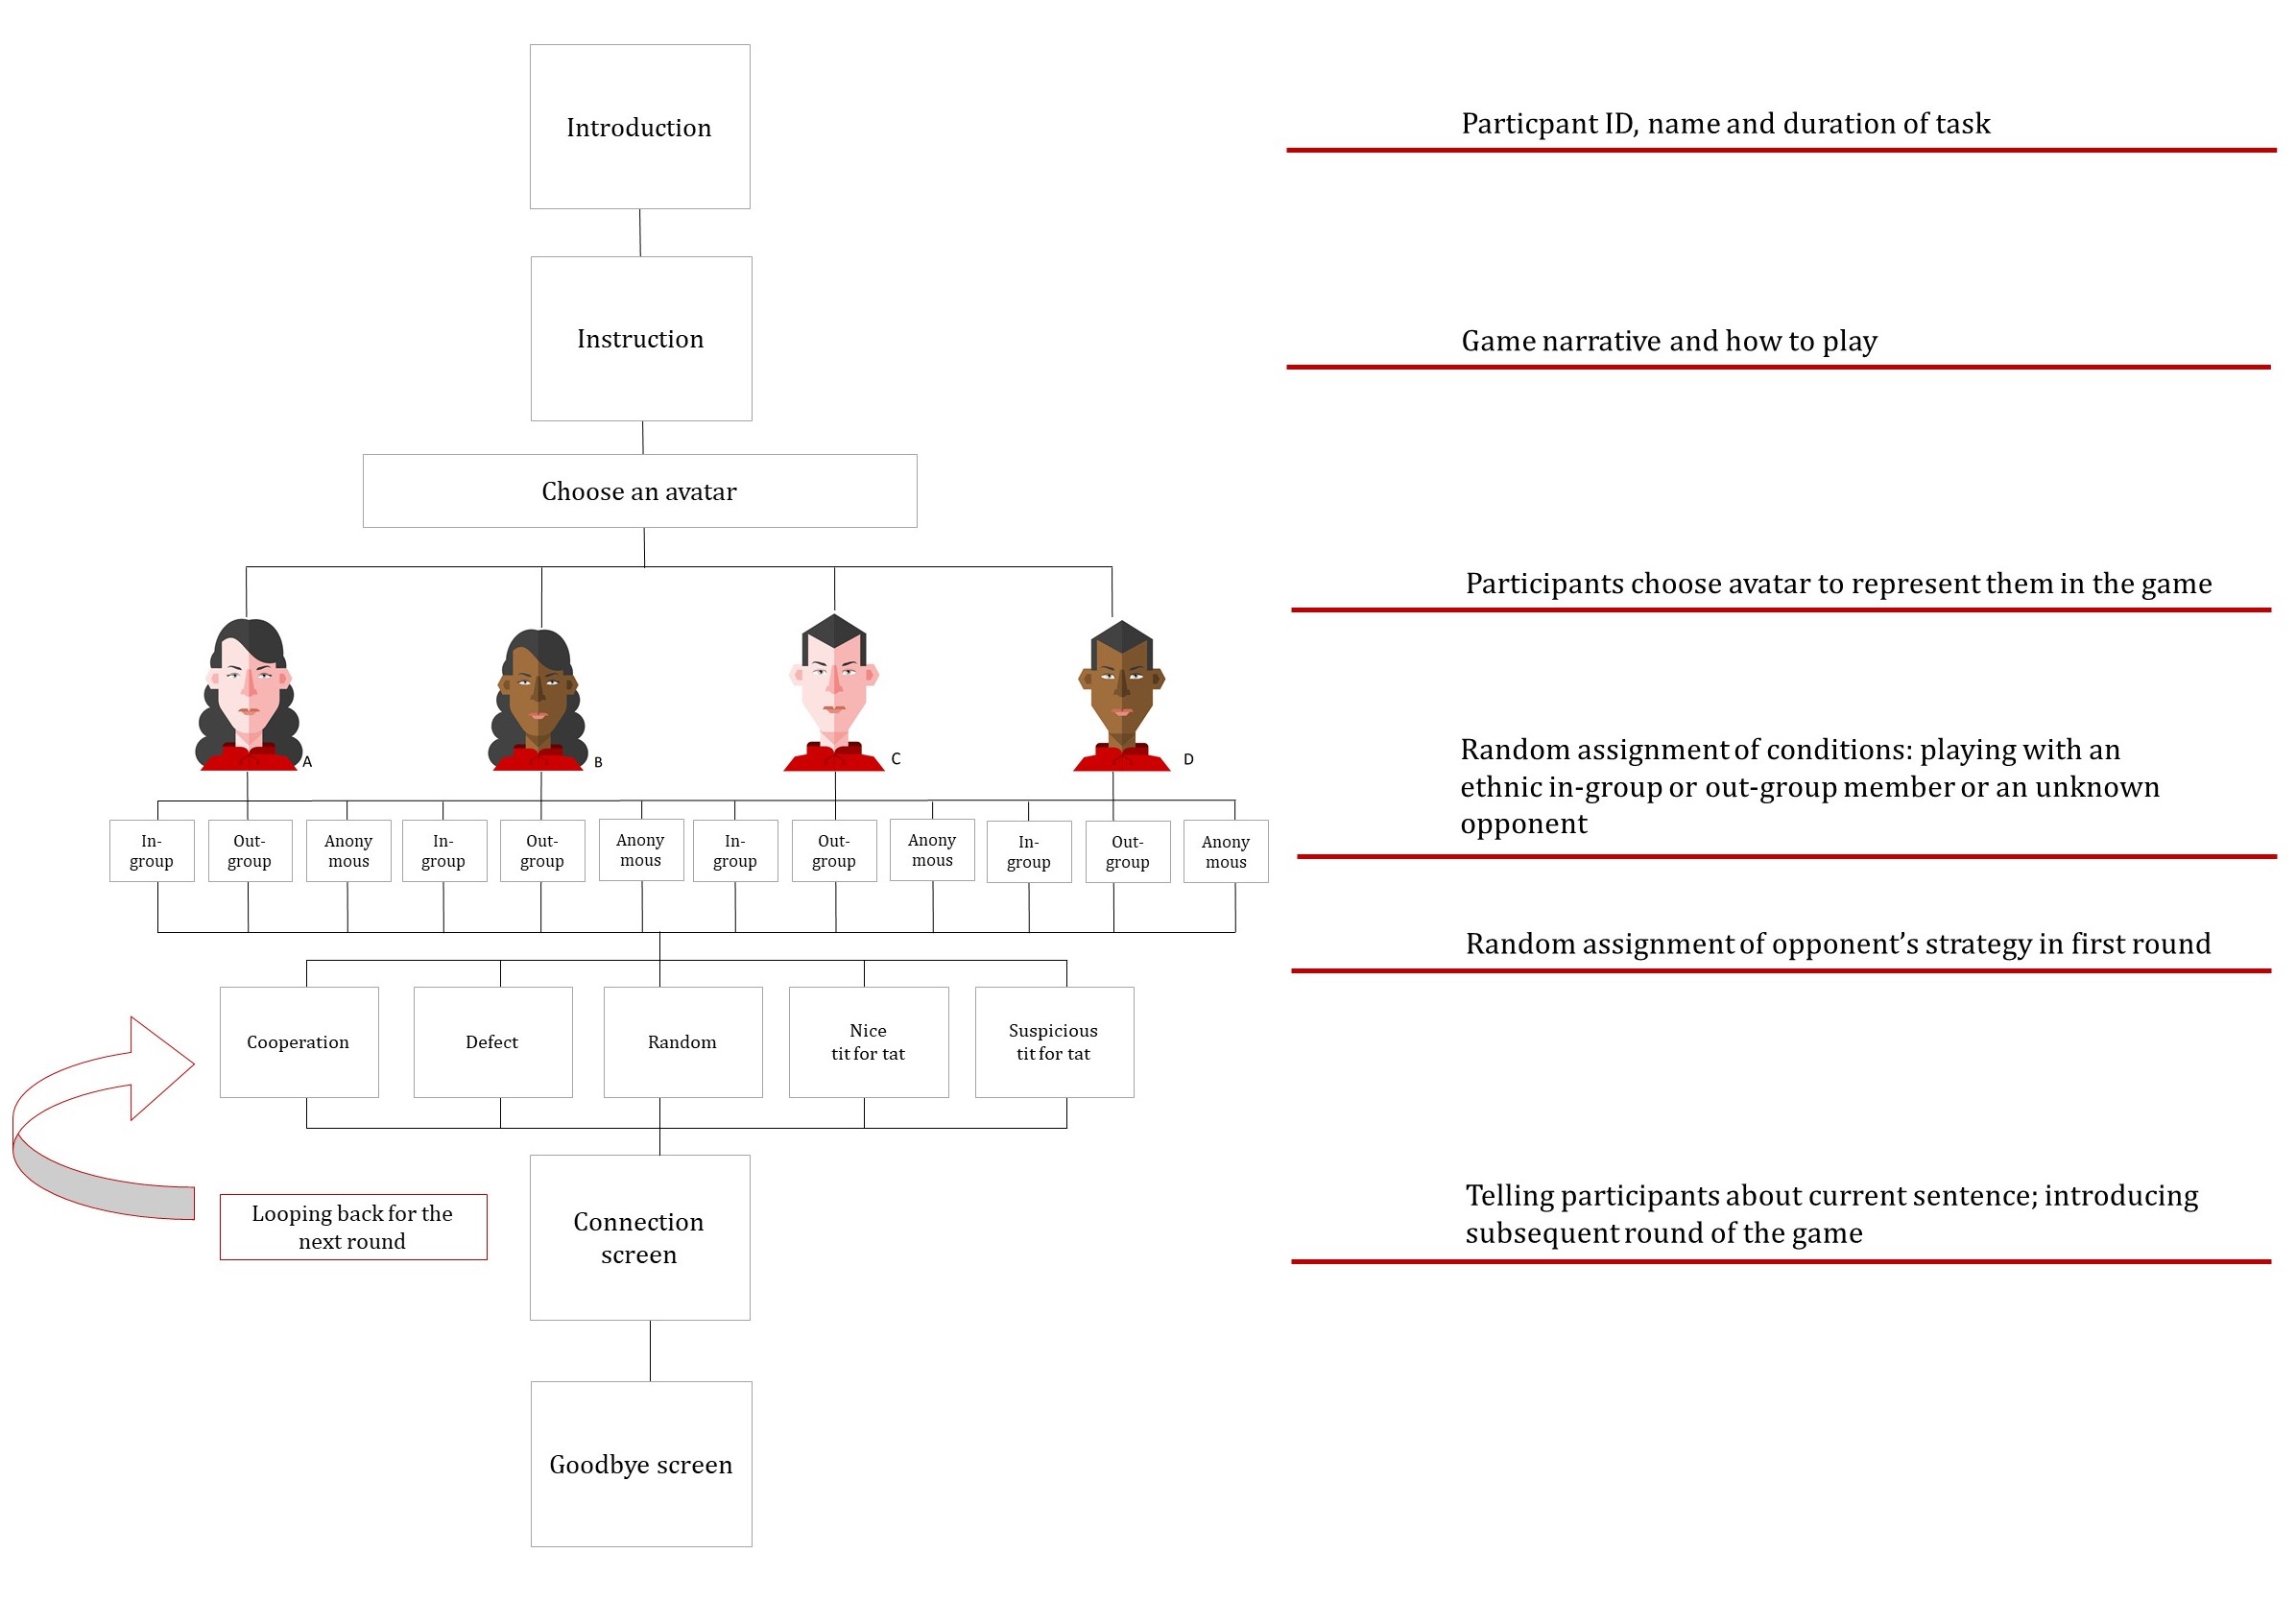 Introduction
Particpant ID, name and duration of task
Instruction
Game narrative and how to play
Choose an avatar
Participants choose avatar to represent them in the game
A
B
C
D
Random assignment of conditions: playing with an
ethnic in-group or out-group member or an unknown
opponent
In-
group
Out-
group
Anony
mous
In-
group
Out-
group
Anony
mous
In-
group
Out-
group
Anony
mous
In-
group
Out-
group
Anony
mous
Random assignment of opponent’s strategy in first round
Cooperation
Defect
Random
Nice
tit for tat
Suspicious
tit for tat
Looping back for the
next round
Connection
screen
Telling participants about current sentence; introducing
subsequent round of the game
Goodbye screen